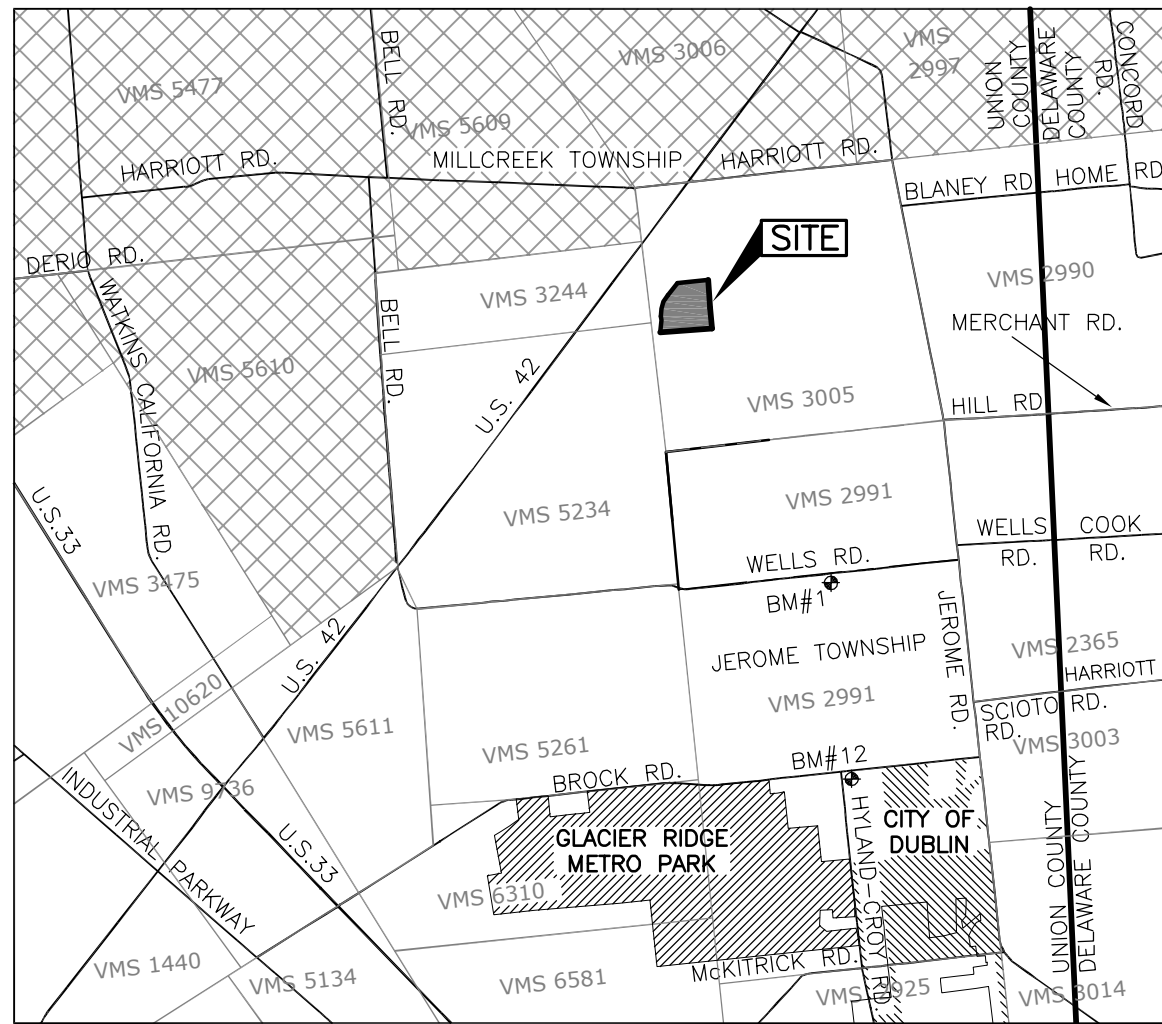 BELL RD.
VMS 3006
VMS
2997
UNION
COUNTY
DELAWARE
COUNTY
CONCORD
RD.
VMS 5477
VMS 5609
HARRIOTT RD.
MILLCREEK TOWNSHIP
HARRIOTT RD.
BLANEY RD
HOME RD
DERIO RD.
SITE
WATKINS CALIFORNIA RD.
VMS 3244
BELL RD.
VMS 2990
MERCHANT RD.
VMS 5610
U.S. 42
VMS 3005
HILL RD
U.S.33
VMS 5234
VMS 2991
WELLS
RD.
COOK
RD.
WELLS RD.
VMS 3475
BM#1
JEROME RD.
U.S. 42
JEROME TOWNSHIP
VMS 2365
HARRIOTT
VMS 10620
VMS 2991
SCIOTO RD.
RD.
VMS 5611
VMS 5261
VMS 3003
BM#12
BROCK RD.
INDUSTRIAL PARKWAY
VMS 9736
U.S.33
GLACIER RIDGE
METRO PARK
HYLAND-CROY RD
CITY OF
DUBLIN
UNION COUNTY
DELAWARE COUNTY
VMS 6310
VMS 1440
VMS 5134
VMS 6581
McKITRICK RD.
VMS 2925
VMS 3014